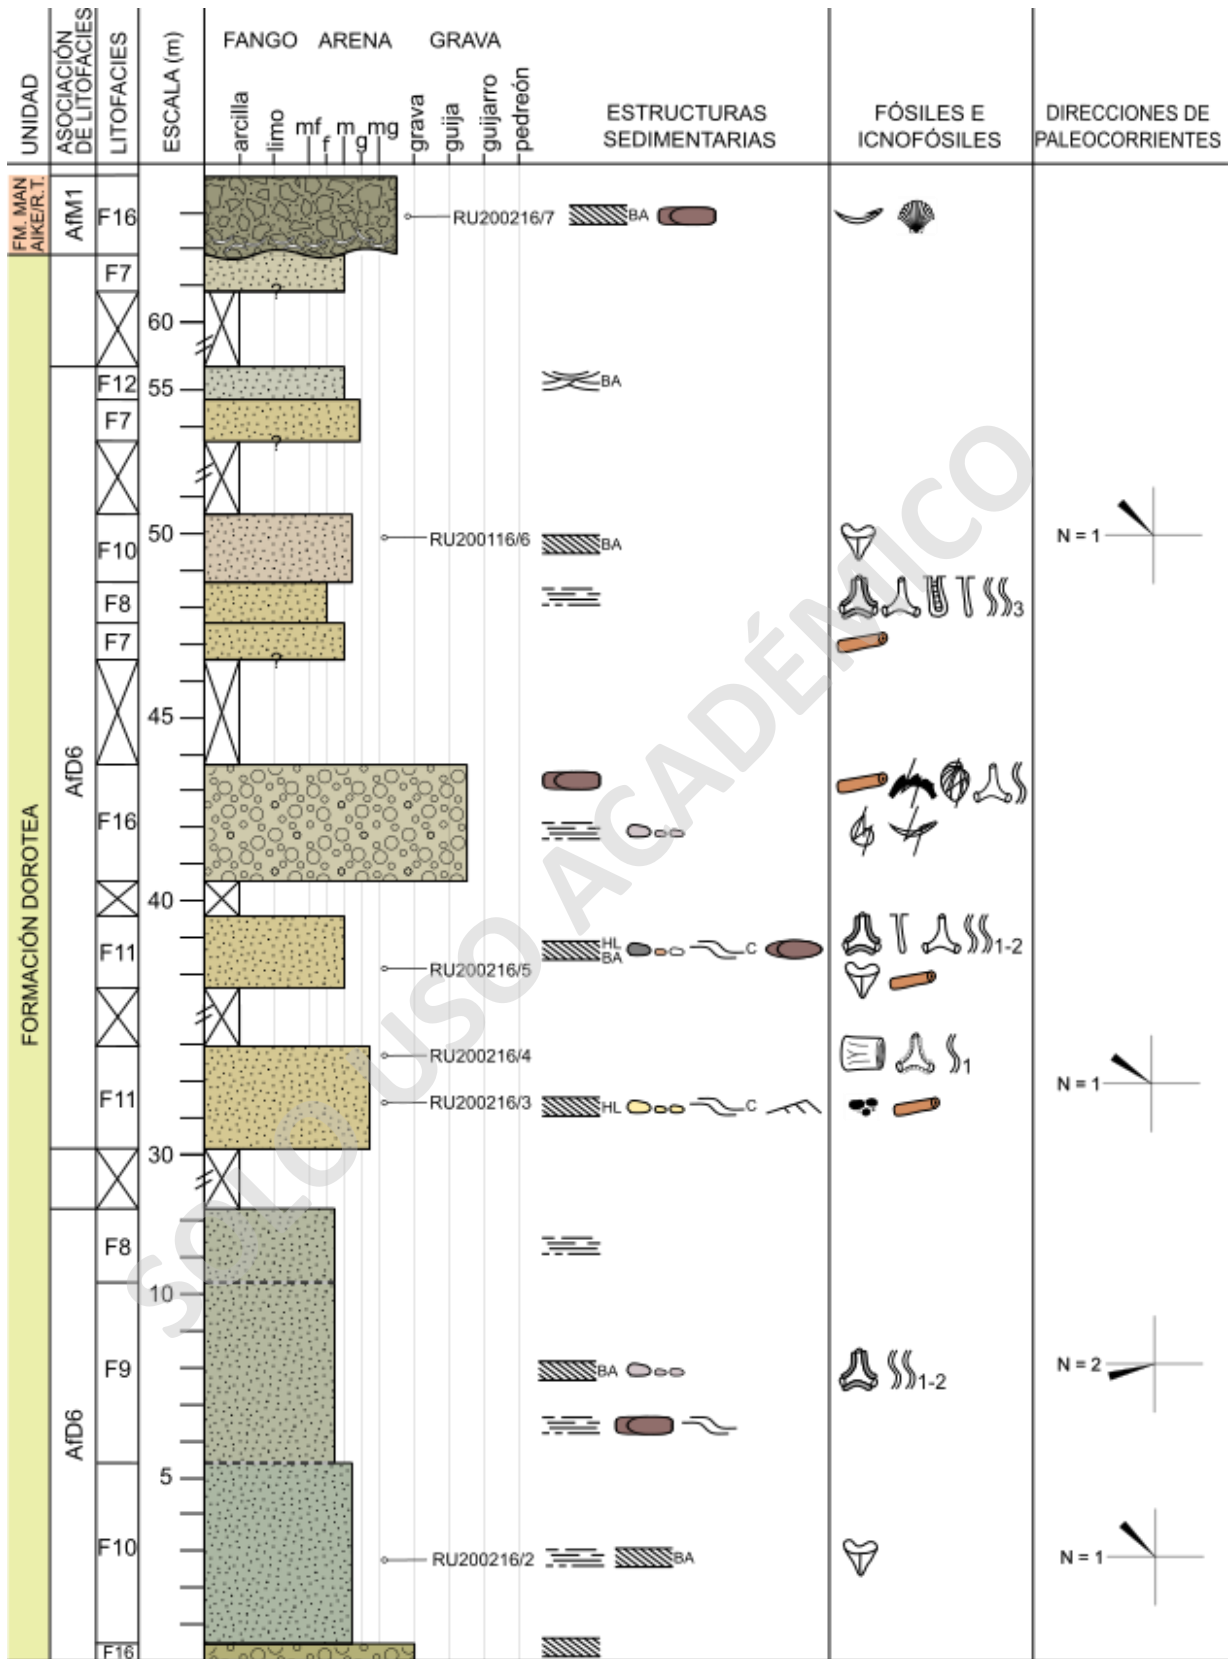 UNIDAD
ASOCIACIÓN
DE LITOFACIES
LITOFACIES
ESCALA (m)
FANGO ARENA GRAVA
arcilla
limo
mf
f
m
g
mg
grava
guija
guijarro
pedreón
ESTRUCTURAS
SEDIMENTARIAS
FÓSILES E
ICNOFÓSILES
DIRECCIONES DE
PALEOCORRIENTES
FM. MAN
AIKE/R.T.
AfM1
F16
RU200216/7
BA
F7
?
60
F12
55
BA
F7
?
50
F10
RU200116/6
BA
N = 1
F8
3
F7
?
45
AfD6
F16
FORMACIÓN DOROTEA
40
F11
HL
BA
C
1-2
RU200216/5
RU200216/4
1
F11
RU200216/3
HL
C
N = 1
30
F8
10
F9
BA
1-2
N = 2
AfD6
5
F10
RU200216/2
BA
N = 1
F16
SOLO USO ACADÉMICO